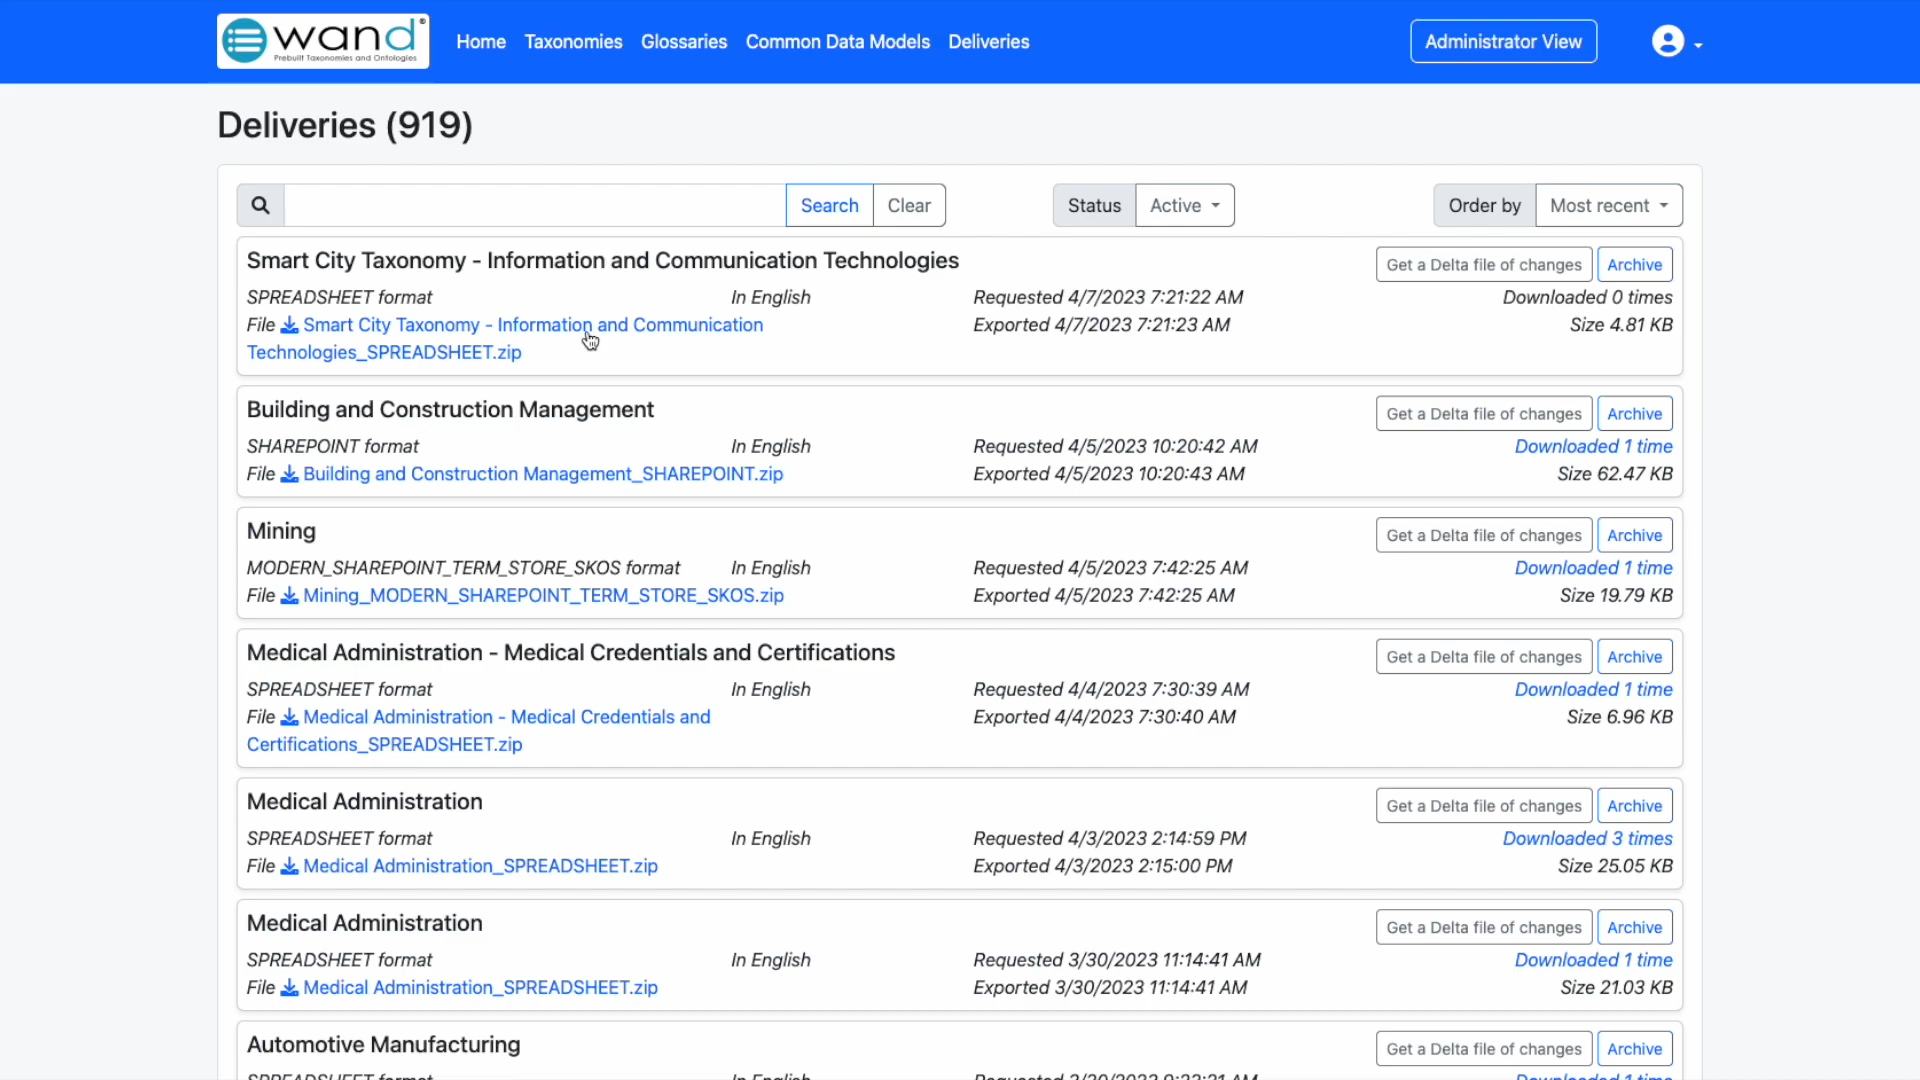 wand®
Prebuilt Taxonomies and Ontologies
Home Taxonomies Glossaries Common Data Models Deliveries
Administrator View
Deliveries (919)
Search Clear Status Active Order by Most recent
Smart City Taxonomy - Information and Communication Technologies Get a Delta file of changes Archive
SPREADSHEET format In English Requested 4/7/2023 7:21:22 AM Downloaded 0 times
File Smart City Taxonomy - Information and Communication Exported 4/7/2023 7:21:23 AM Size 4.81 KB
Technologies_SPREADSHEET.zip
Building and Construction Management Get a Delta file of changes Archive
SHAREPOINT format In English Requested 4/5/2023 10:20:42 AM Downloaded 1 time
File Building and Construction Management_SHAREPOINT.zip Exported 4/5/2023 10:20:43 AM Size 62.47 KB
Mining Get a Delta file of changes Archive
MODERN_SHAREPOINT_TERM_STORE_SKOS format In English Requested 4/5/2023 7:42:25 AM Downloaded 1 time
File Mining_MODERN_SHAREPOINT_TERM_STORE_SKOS.zip Exported 4/5/2023 7:42:25 AM Size 19.79 KB
Medical Administration - Medical Credentials and Certifications Get a Delta file of changes Archive
SPREADSHEET format In English Requested 4/4/2023 7:30:39 AM Downloaded 1 time
File Medical Administration - Medical Credentials and Exported 4/4/2023 7:30:40 AM Size 6.96 KB
Certifications_SPREADSHEET.zip
Medical Administration Get a Delta file of changes Archive
SPREADSHEET format In English Requested 4/3/2023 2:14:59 PM Downloaded 3 times
File Medical Administration_SPREADSHEET.zip Exported 4/3/2023 2:15:00 PM Size 25.05 KB
Medical Administration Get a Delta file of changes Archive
SPREADSHEET format In English Requested 3/30/2023 11:14:41 AM Downloaded 1 time
File Medical Administration_SPREADSHEET.zip Exported 3/30/2023 11:14:41 AM Size 21.03 KB
Automotive Manufacturing Get a Delta file of changes Archive
SPREADSHEET format In English Requested Downloaded 1 time